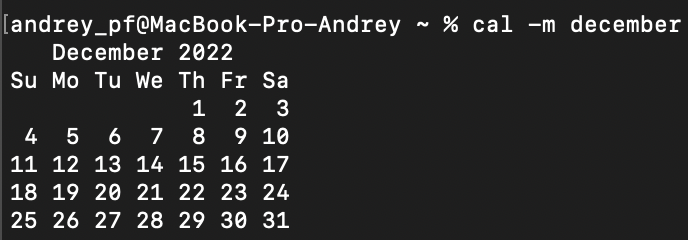 [andrey_pf@MacBook-Pro-Andrey ~ % cal -m december
   December 2022
Su Mo Tu We Th Fr Sa
             1  2  3
 4  5  6  7  8  9 10
11 12 13 14 15 16 17
18 19 20 21 22 23 24
25 26 27 28 29 30 31